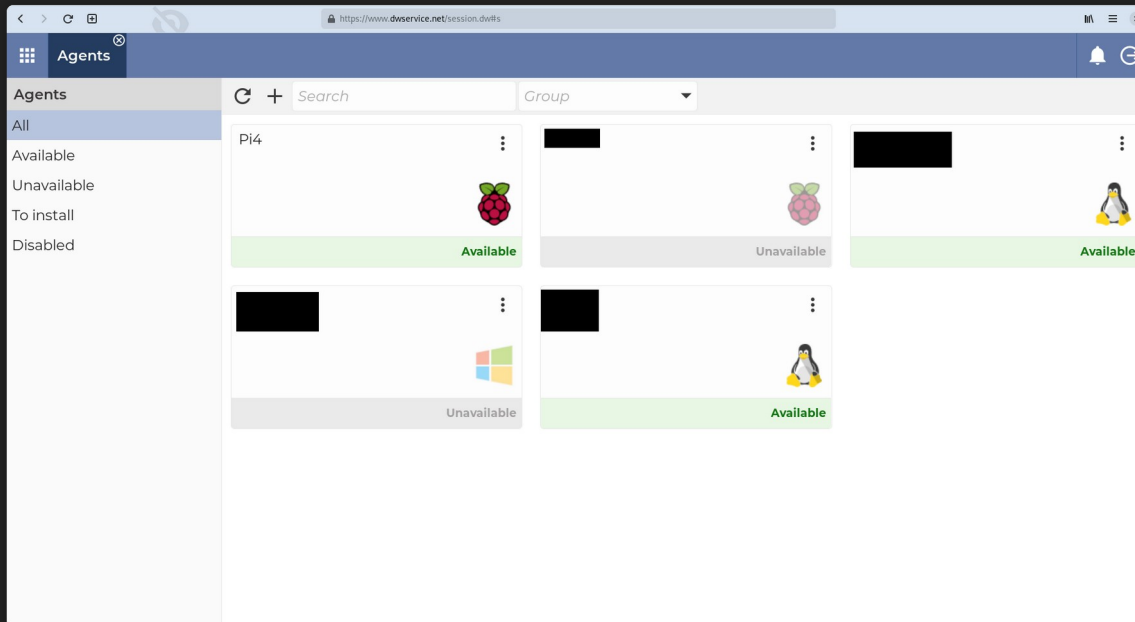 https://www.dwservice.net/session.dw#s
Agents
Agents
Search
Group
All
Available
Unavailable
To install
Disabled
Pi4
Available
Unavailable
Available
Unavailable
Available